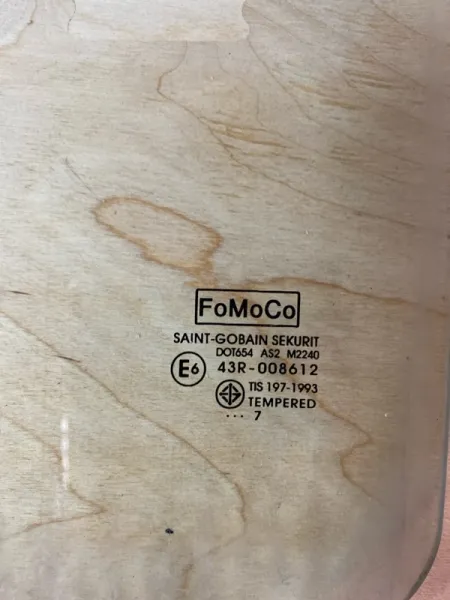 FoMoCo
SAINT-GOBAIN SEKURIT
DOT654 AS2 M2240
E6 43R-008612
TIS 197-1993
TEMPERED
... 7